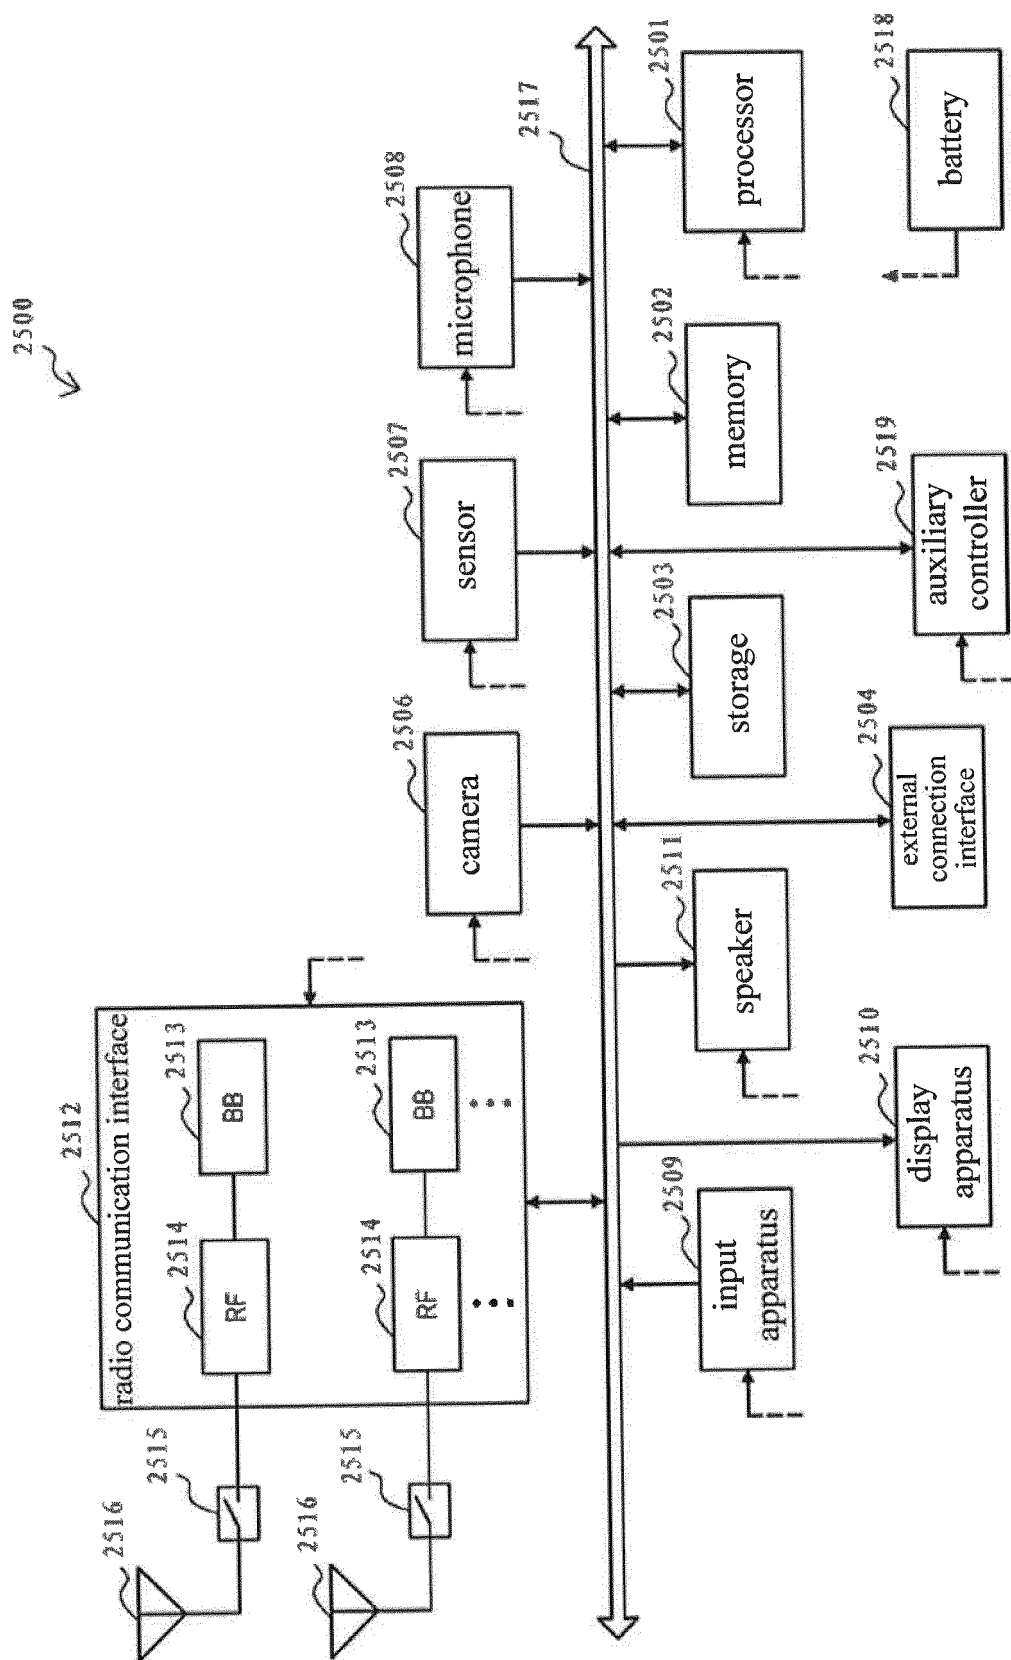 2500
2512
radio communication interface
2516
2515
2514
RF
2513
BB
2516
2515
2514
RF
2513
BB
2506
camera
2507
sensor
2508
microphone
2517
2509
input
apparatus
2511
speaker
2503
storage
2502
memory
2501
processor
2510
display
apparatus
2504
external
connection
interface
2519
auxiliary
controller
2518
battery